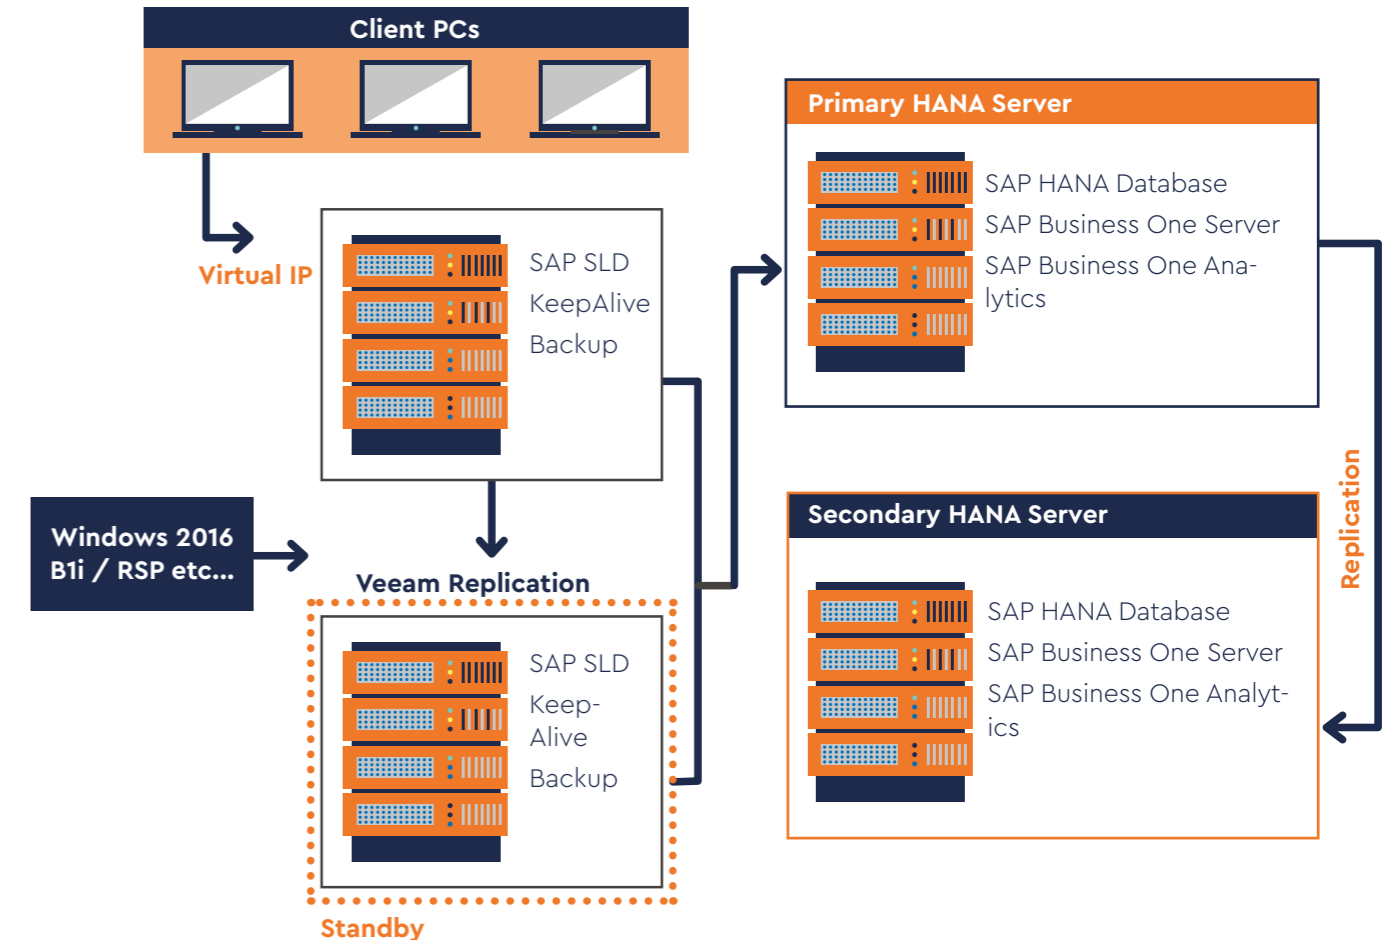 Client PCs
Virtual IP
SAP SLD
KeepAlive
Backup
Windows 2016
B1i / RSP etc...
Veeam Replication
SAP SLD
Keep-
Alive
Backup
Standby
Primary HANA Server
SAP HANA Database
SAP Business One Server
SAP Business One Ana-
lytics
Replication
Secondary HANA Server
SAP HANA Database
SAP Business One Server
SAP Business One Analyt-
ics